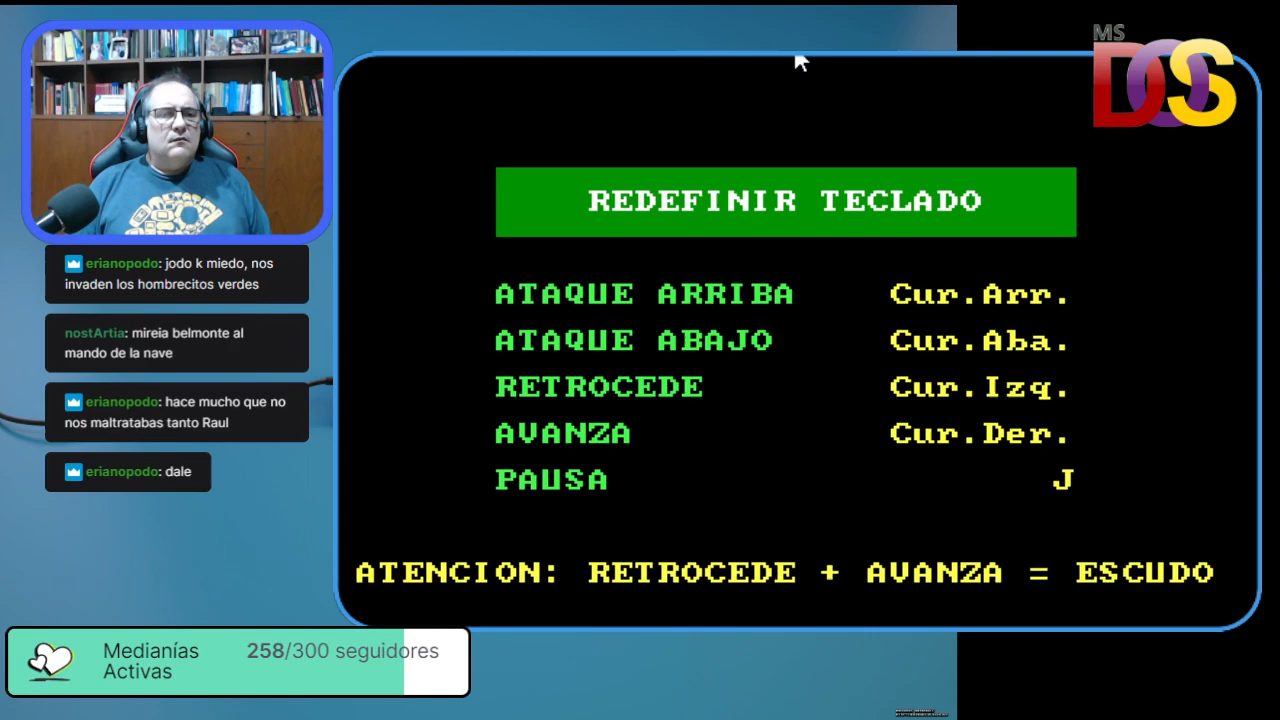 MS
DOS
REDEFINIR TECLADO
ATAQUE ARRIBA Cur.Arr.
ATAQUE ABAJO Cur.Aba.
RETROCEDE Cur.Izq.
AVANZA Cur.Der.
PAUSA J
ATENCION: RETROCEDE + AVANZA = ESCUDO
erianopodo: jodo k miedo, nos
invaden los hombrecitos verdes
nostArtia: mireia belmonte al
mando de la nave
erianopodo: hace mucho que no
nos maltratabas tanto Raul
erianopodo: dale
Medianías
Activas
258/300 seguidores